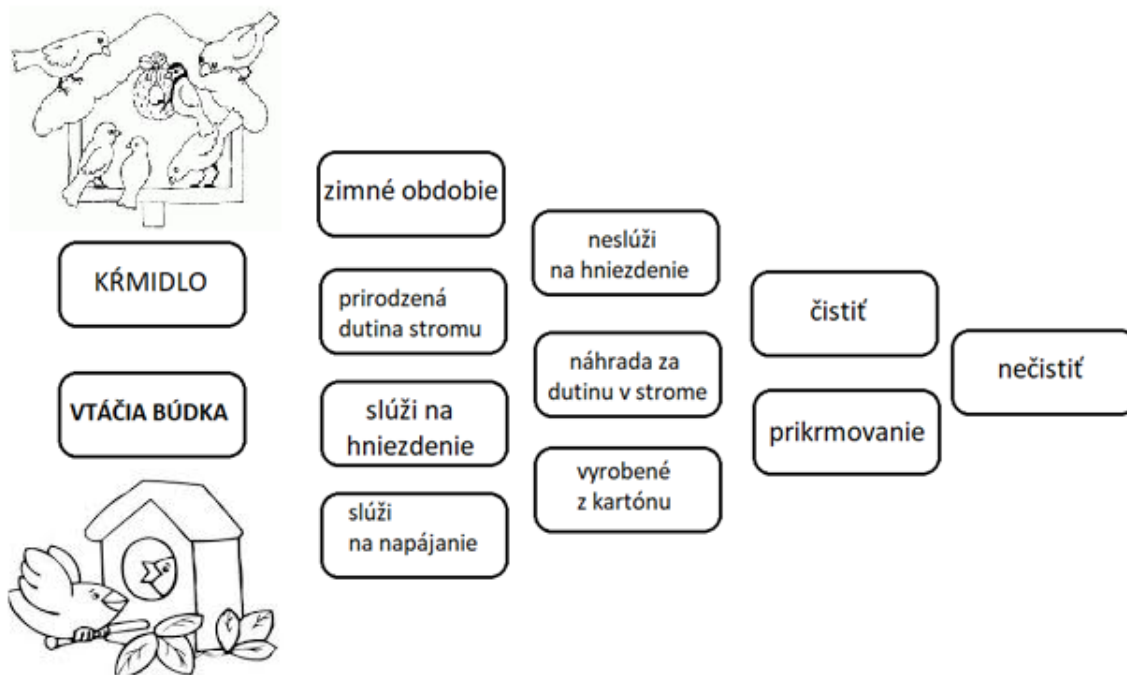 KŔMIDLO
VTÁČIA BÚDKA
zimné obdobie
prirodzená
dutina stromu
slúži na
hniezdenie
slúži
na napájanie
neslúži
na hniezdenie
náhrada za
dutinu v strome
vyrobené
z kartónu
čistiť
prikrmovanie
nečistiť